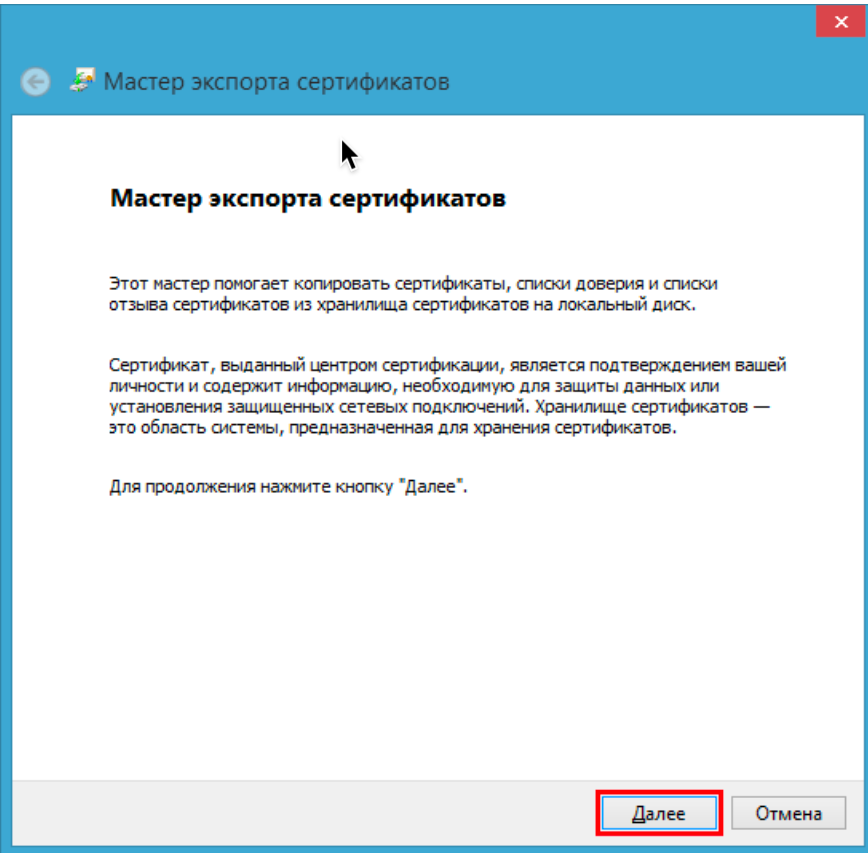 Мастер экспорта сертификатов
Мастер экспорта сертификатов
Этот мастер помогает копировать сертификаты, списки доверия и списки
отзыва сертификатов из хранилища сертификатов на локальный диск.
Сертификат, выданный центром сертификации, является подтверждением вашей
личности и содержит информацию, необходимую для защиты данных или
установления защищенных сетевых подключений. Хранилище сертификатов —
это область системы, предназначенная для хранения сертификатов.
Для продолжения нажмите кнопку "Далее".
Далее
Отмена